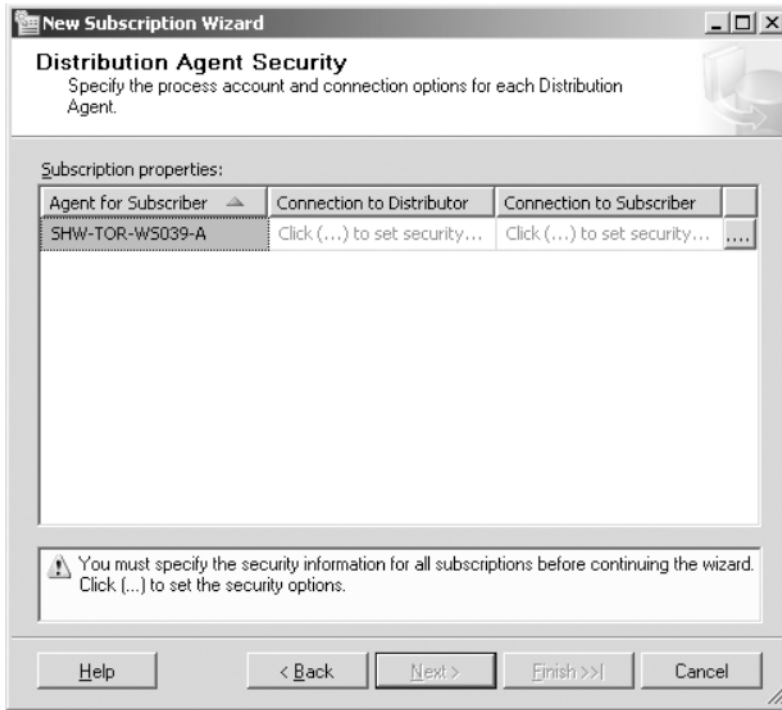 New Subscription Wizard
Distribution Agent Security
Specify the process account and connection options for each Distribution
Agent.
Subscription properties:
Agent for Subscriber Connection to Distributor Connection to Subscriber
SHW-TOR-WS039-A Click (...) to set security... Click (...) to set security... ....
You must specify the security information for all subscriptions before continuing the wizard.
Click (...) to set the security options.
Help < Back Next > Finish >>| Cancel